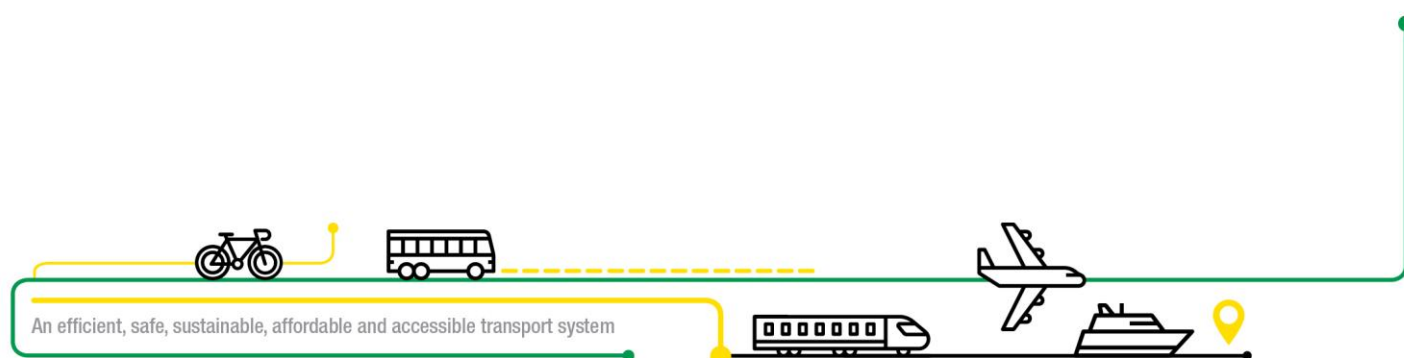 An efficient, safe, sustainable, affordable and accessible transport system